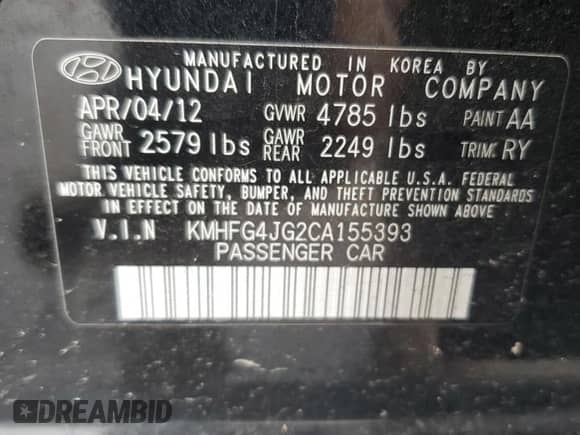 MANUFACTURED IN KOREA BY
HYUNDAI MOTOR COMPANY
APR/04/12 GVWR 4785 lbs PAINT: AA
GAWR FRONT 2579 lbs GAWR REAR 2249 lbs TRIM: RY
THIS VEHICLE CONFORMS TO ALL APPLICABLE U.S.A. FEDERAL
MOTOR VEHICLE SAFETY, BUMPER, AND THEFT PREVENTION STANDARDS
IN EFFECT ON THE DATE OF MANUFACTURE SHOWN ABOVE
V.I.N KMHFG4JG2CA155393
PASSENGER CAR
DREAMBID